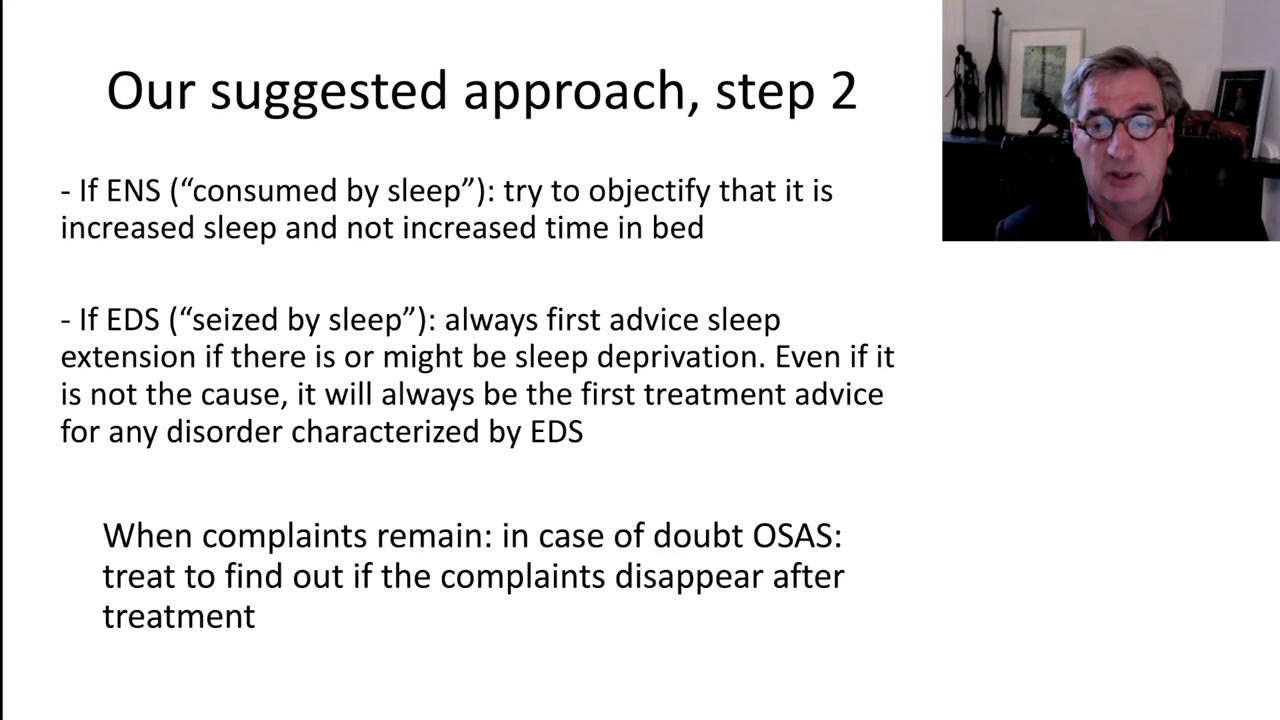 Our suggested approach, step 2
- If ENS (“consumed by sleep”): try to objectify that it is
increased sleep and not increased time in bed
- If EDS (“seized by sleep”): always first advice sleep
extension if there is or might be sleep deprivation. Even if it
is not the cause, it will always be the first treatment advice
for any disorder characterized by EDS
When complaints remain: in case of doubt OSAS:
treat to find out if the complaints disappear after
treatment